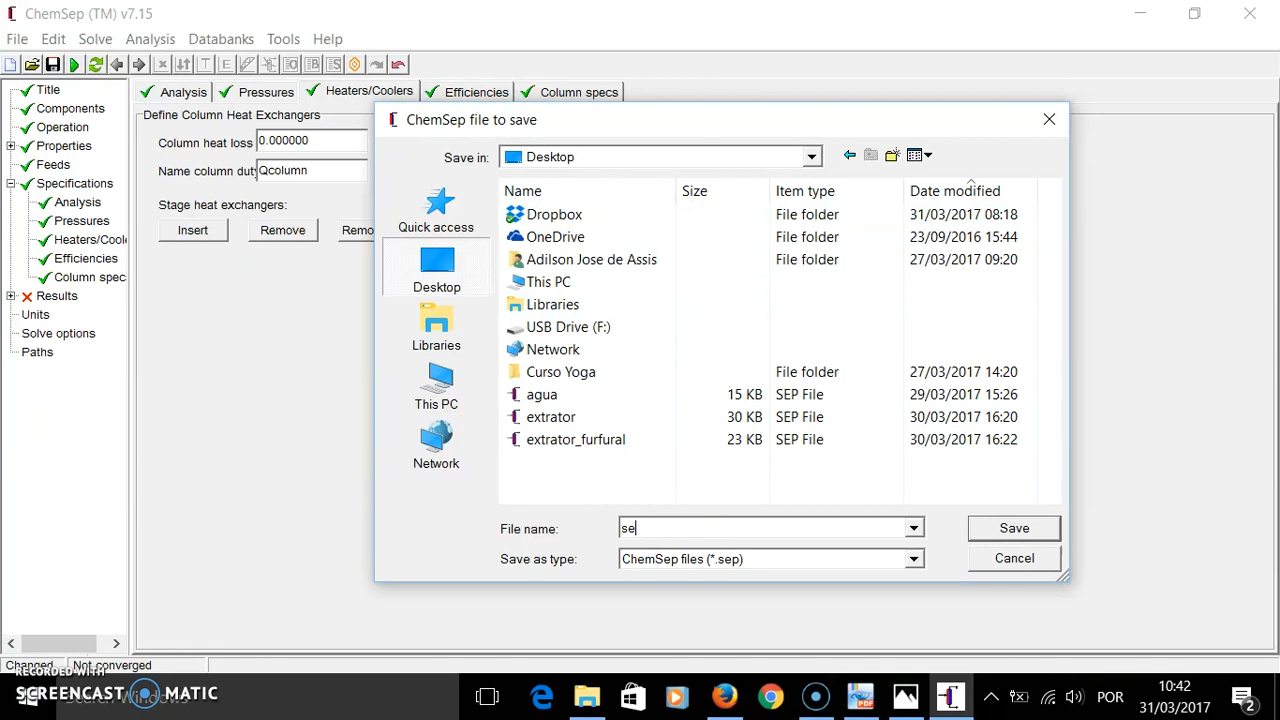 ChemSep (TM) v7.15
File Edit Solve Analysis Databanks Tools Help
Analysis Pressures Heaters/Coolers Efficiencies Column specs
Title
Components
Operation
Properties
Feeds
Specifications
Analysis
Pressures
Heaters/Coole
Efficiencies
Column spec
Results
Units
Solve options
Paths
Define Column Heat Exchangers
Column heat loss 0.000000
Name column duty Qcolumn
Stage heat exchangers:
Insert Remove Remo
ChemSep file to save
Save in: Desktop
Quick access
Desktop
Libraries
This PC
Network
Name Size Item type Date modified
Dropbox File folder 31/03/2017 08:18
OneDrive File folder 23/09/2016 15:44
Adilson Jose de Assis File folder 27/03/2017 09:20
This PC
Libraries
USB Drive (F:)
Network
Curso Yoga File folder 27/03/2017 14:20
agua 15 KB SEP File 29/03/2017 15:26
extrator 30 KB SEP File 30/03/2017 16:20
extrator_furfural 23 KB SEP File 30/03/2017 16:22
File name: se Save
Save as type: ChemSep files (*.sep) Cancel
Changed Not converged
RECORDED WITH
SCREENCAST MATIC
Search Windows
POR
10:42
31/03/2017
2